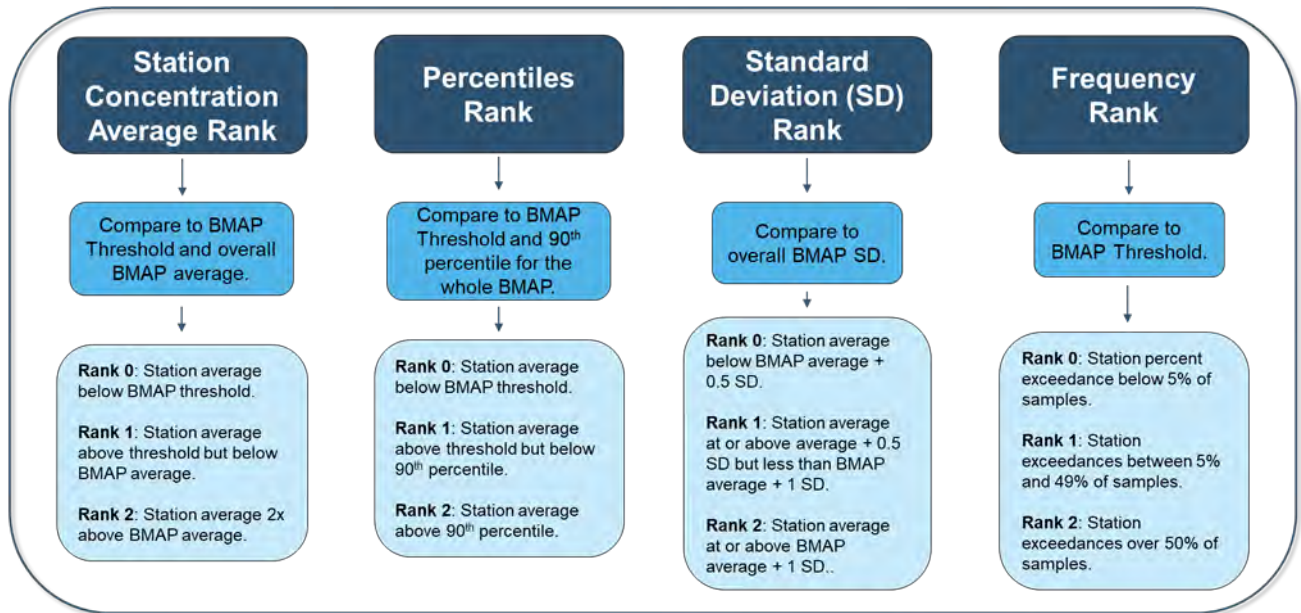 Station
Concentration
Average Rank
Compare to BMAP
Threshold and overall
BMAP average.
Rank 0: Station average
below BMAP threshold.
Rank 1: Station average
above threshold but below
BMAP average.
Rank 2: Station average 2x
above BMAP average.
Percentiles
Rank
Compare to BMAP
Threshold and 90th
percentile for the
whole BMAP.
Rank 0: Station average
below BMAP threshold.
Rank 1: Station average
above threshold but below
90th percentile.
Rank 2: Station average
above 90th percentile.
Standard
Deviation (SD)
Rank
Compare to
overall BMAP SD.
Rank 0: Station average
below BMAP average +
0.5 SD.
Rank 1: Station average
at or above average + 0.5
SD but less than BMAP
average + 1 SD.
Rank 2: Station average
at or above BMAP
average + 1 SD..
Frequency
Rank
Compare to
BMAP Threshold.
Rank 0: Station percent
exceedance below 5% of
samples.
Rank 1: Station
exceedances between 5%
and 49% of samples.
Rank 2: Station
exceedances over 50% of
samples.